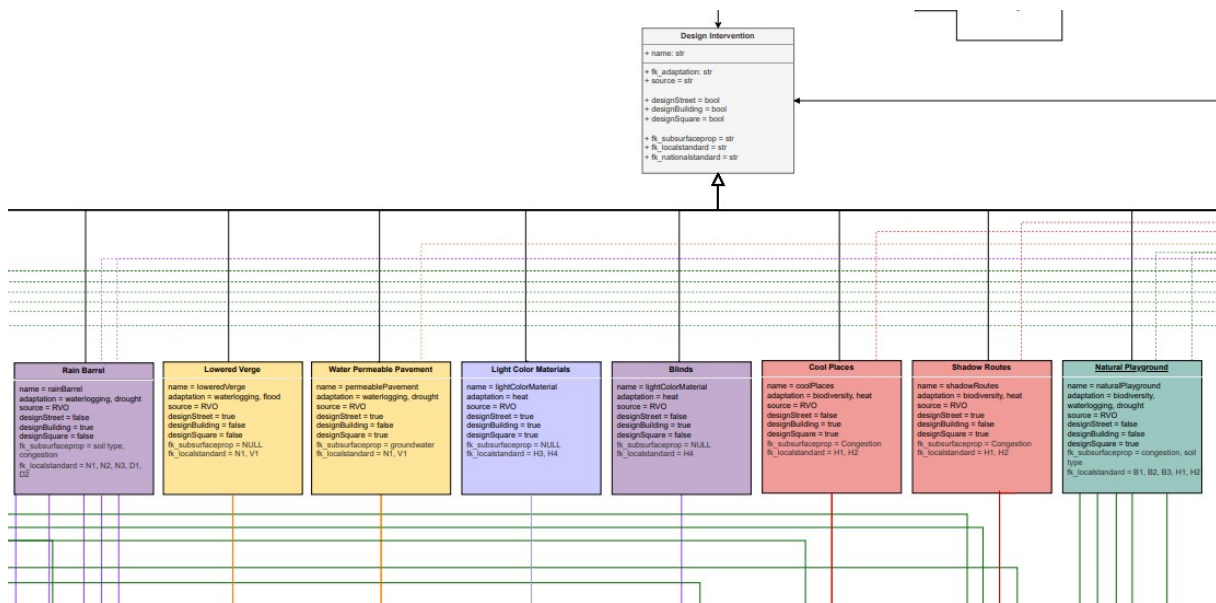 Design Intervention
+ name: str
+ fk_adaptation: str
+ source = str
+ designStreet = bool
+ designBuilding = bool
+ designSquare = bool
+ fk_subsurfaceprop = str
+ fk_localstandard = str
+ fk_nationalstandard = str
Rain Barrel
name = rainBarrel
adaptation = waterlogging, drought
source = RVO
designStreet = false
designBuilding = true
designSquare = false
fk_subsurfaceprop = soil type,
congestion
fk_localstandard = N1, N2, N3, D1,
D2
Lowered Verge
name = loweredVerge
adaptation = waterlogging, flood
source = RVO
designStreet = true
designBuilding = false
designSquare = false
fk_subsurfaceprop = NULL
fk_localstandard = N1, V1
Water Permeable Pavement
name = permeablePavement
adaptation = waterlogging, drought
source = RVO
designStreet = true
designBuilding = false
designSquare = true
fk_subsurfaceprop = groundwater
fk_localstandard = N1, V1
Light Color Materials
name = lightColorMaterial
adaptation = heat
source = RVO
designStreet = true
designBuilding = true
designSquare = true
fk_subsurfaceprop = NULL
fk_localstandard = H3, H4
Blinds
name = lightColorMaterial
adaptation = heat
source = RVO
designStreet = false
designBuilding = true
designSquare = false
fk_subsurfaceprop = NULL
fk_localstandard = H4
Cool Places
name = coolPlaces
adaptation = biodiversity, heat
source = RVO
designStreet = true
designBuilding = false
designSquare = true
fk_subsurfaceprop = Congestion
fk_localstandard = H1, H2
Shadow Routes
name = shadowRoutes
adaptation = biodiversity, heat
source = RVO
designStreet = true
designBuilding = false
designSquare = true
fk_subsurfaceprop = Congestion
fk_localstandard = H1, H2
Natural Playground
name = naturalPlayground
adaptation = biodiversity,
waterlogging, drought
source = RVO
designStreet = false
designBuilding = false
designSquare = true
fk_subsurfaceprop = congestion, soil
type
fk_localstandard = B1, B2, B3, H1, H2